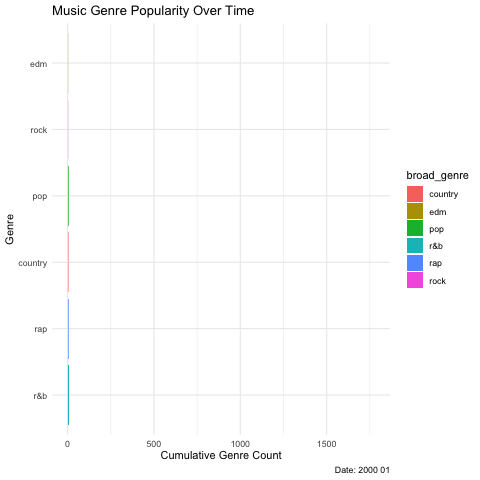 Music Genre Popularity Over Time
edm
rock
pop
country
rap
r&b
Genre
0 500 1000 1500
Cumulative Genre Count
Date: 2000 01
broad_genre
country
edm
pop
r&b
rap
rock